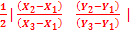 1/2 | (X₂-X₁)/(X₃-X₁) (Y₂-Y₁)/(Y₃-Y₁) |